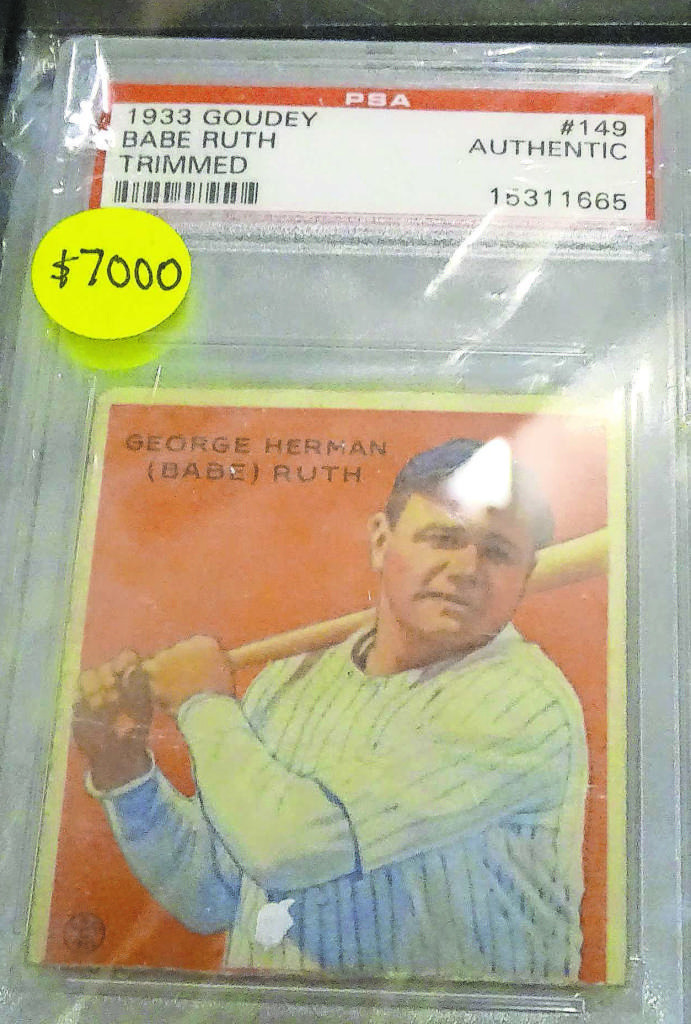 PSA
1933 GOUDEY #149
BABE RUTH AUTHENTIC
TRIMMED
15311665
$7000
GEORGE HERMAN
(BABE) RUTH